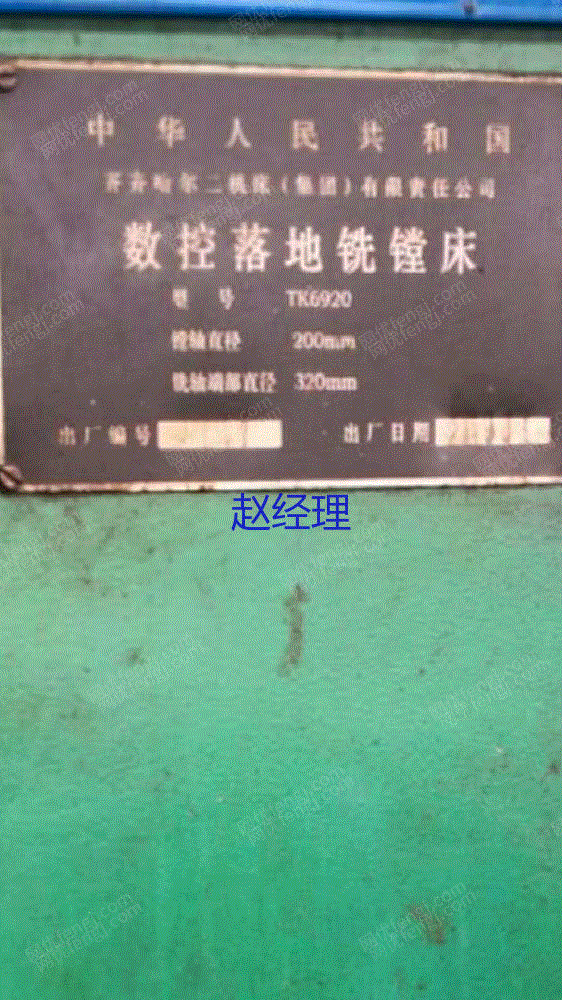 中华人民共和国
齐齐哈尔二机床(集团)有限责任公司
数控落地铣镗床
型 号 TK6920
镗轴直径 200mm
铣轴端部直径 320mm
出厂编号
出厂日期
赵经理